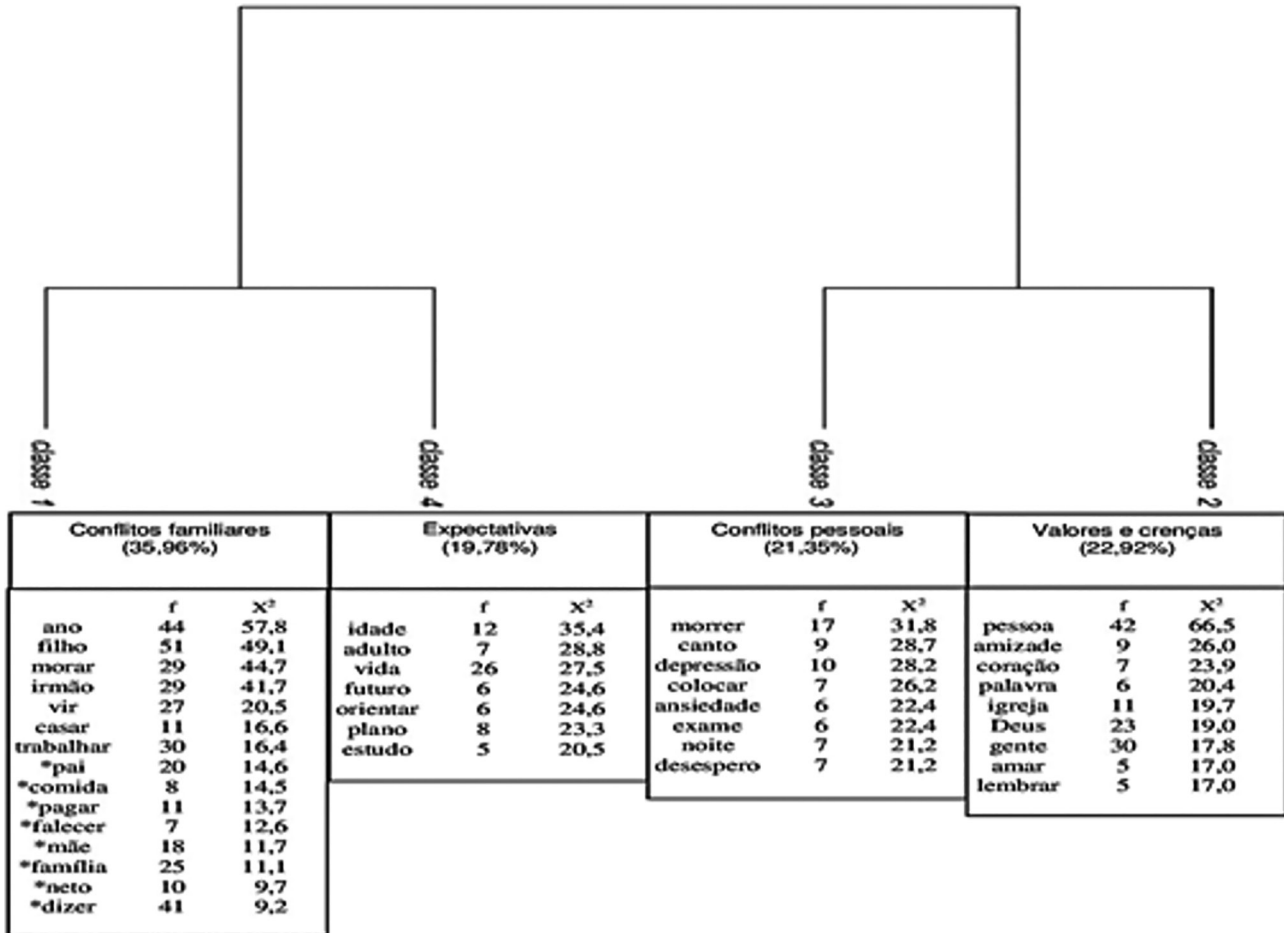 classe 1
classe 4
classe 3
classe 2
Conflitos familiares
(35,96%)
f X²
ano 44 57,8
filho 51 49,1
morar 29 44,7
irmão 29 41,7
vir 27 20,5
casar 11 16,6
trabalhar 30 16,4
*pai 20 14,6
*comida 8 14,5
*pagar 11 13,7
*falecer 7 12,6
*mãe 18 11,7
*família 25 11,1
*neto 10 9,7
*dizer 41 9,2
Expectativas
(19,78%)
f X²
idade 12 35,4
adulto 7 28,8
vida 26 27,5
futuro 6 24,6
orientar 6 24,6
plano 8 23,3
estudo 5 20,5
Conflitos pessoais
(21,35%)
f X²
morrer 17 31,8
canto 9 28,7
depressão 10 28,2
colocar 7 26,2
ansiedade 6 22,4
exame 6 22,4
noite 7 21,2
desespero 7 21,2
Valores e crenças
(22,92%)
f X²
pessoa 42 66,5
amizade 9 26,0
coração 7 23,9
palavra 6 20,4
igreja 11 19,7
Deus 23 19,0
gente 30 17,8
amar 5 17,0
lembrar 5 17,0